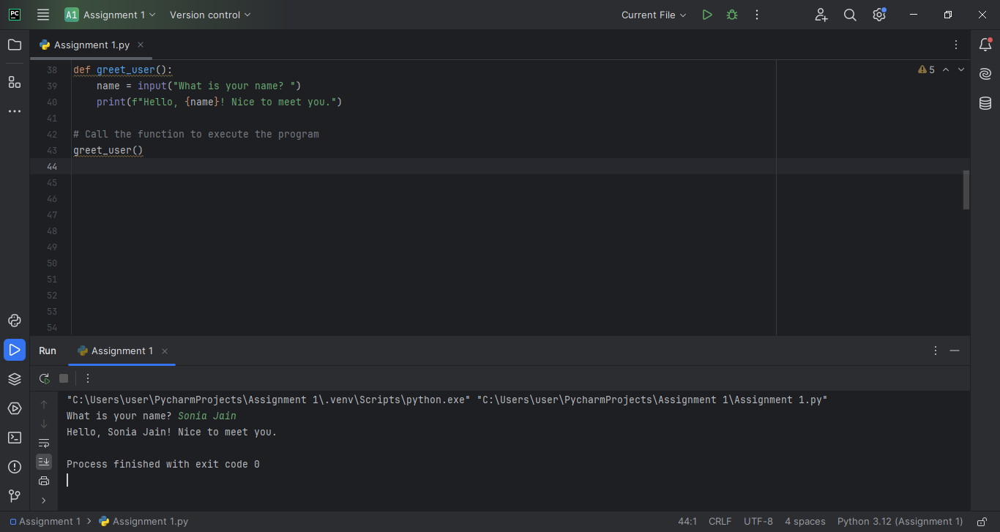 PC A1 Assignment 1 Version control Current File
Assignment 1.py
38 def greet_user():
5
39     name = input("What is your name? ")
40     print(f"Hello, {name}! Nice to meet you.")
41
42 # Call the function to execute the program
43 greet_user()
44
45
46
47
48
49
50
51
52
53
54
Run Assignment 1
"C:\Users\user\PycharmProjects\Assignment 1\.venv\Scripts\python.exe" "C:\Users\user\PycharmProjects\Assignment 1\Assignment 1.py"
What is your name? Sonia Jain
Hello, Sonia Jain! Nice to meet you.
Process finished with exit code 0
Assignment 1 Assignment 1.py 44:1 CRLF UTF-8 4 spaces Python 3.12 (Assignment 1)